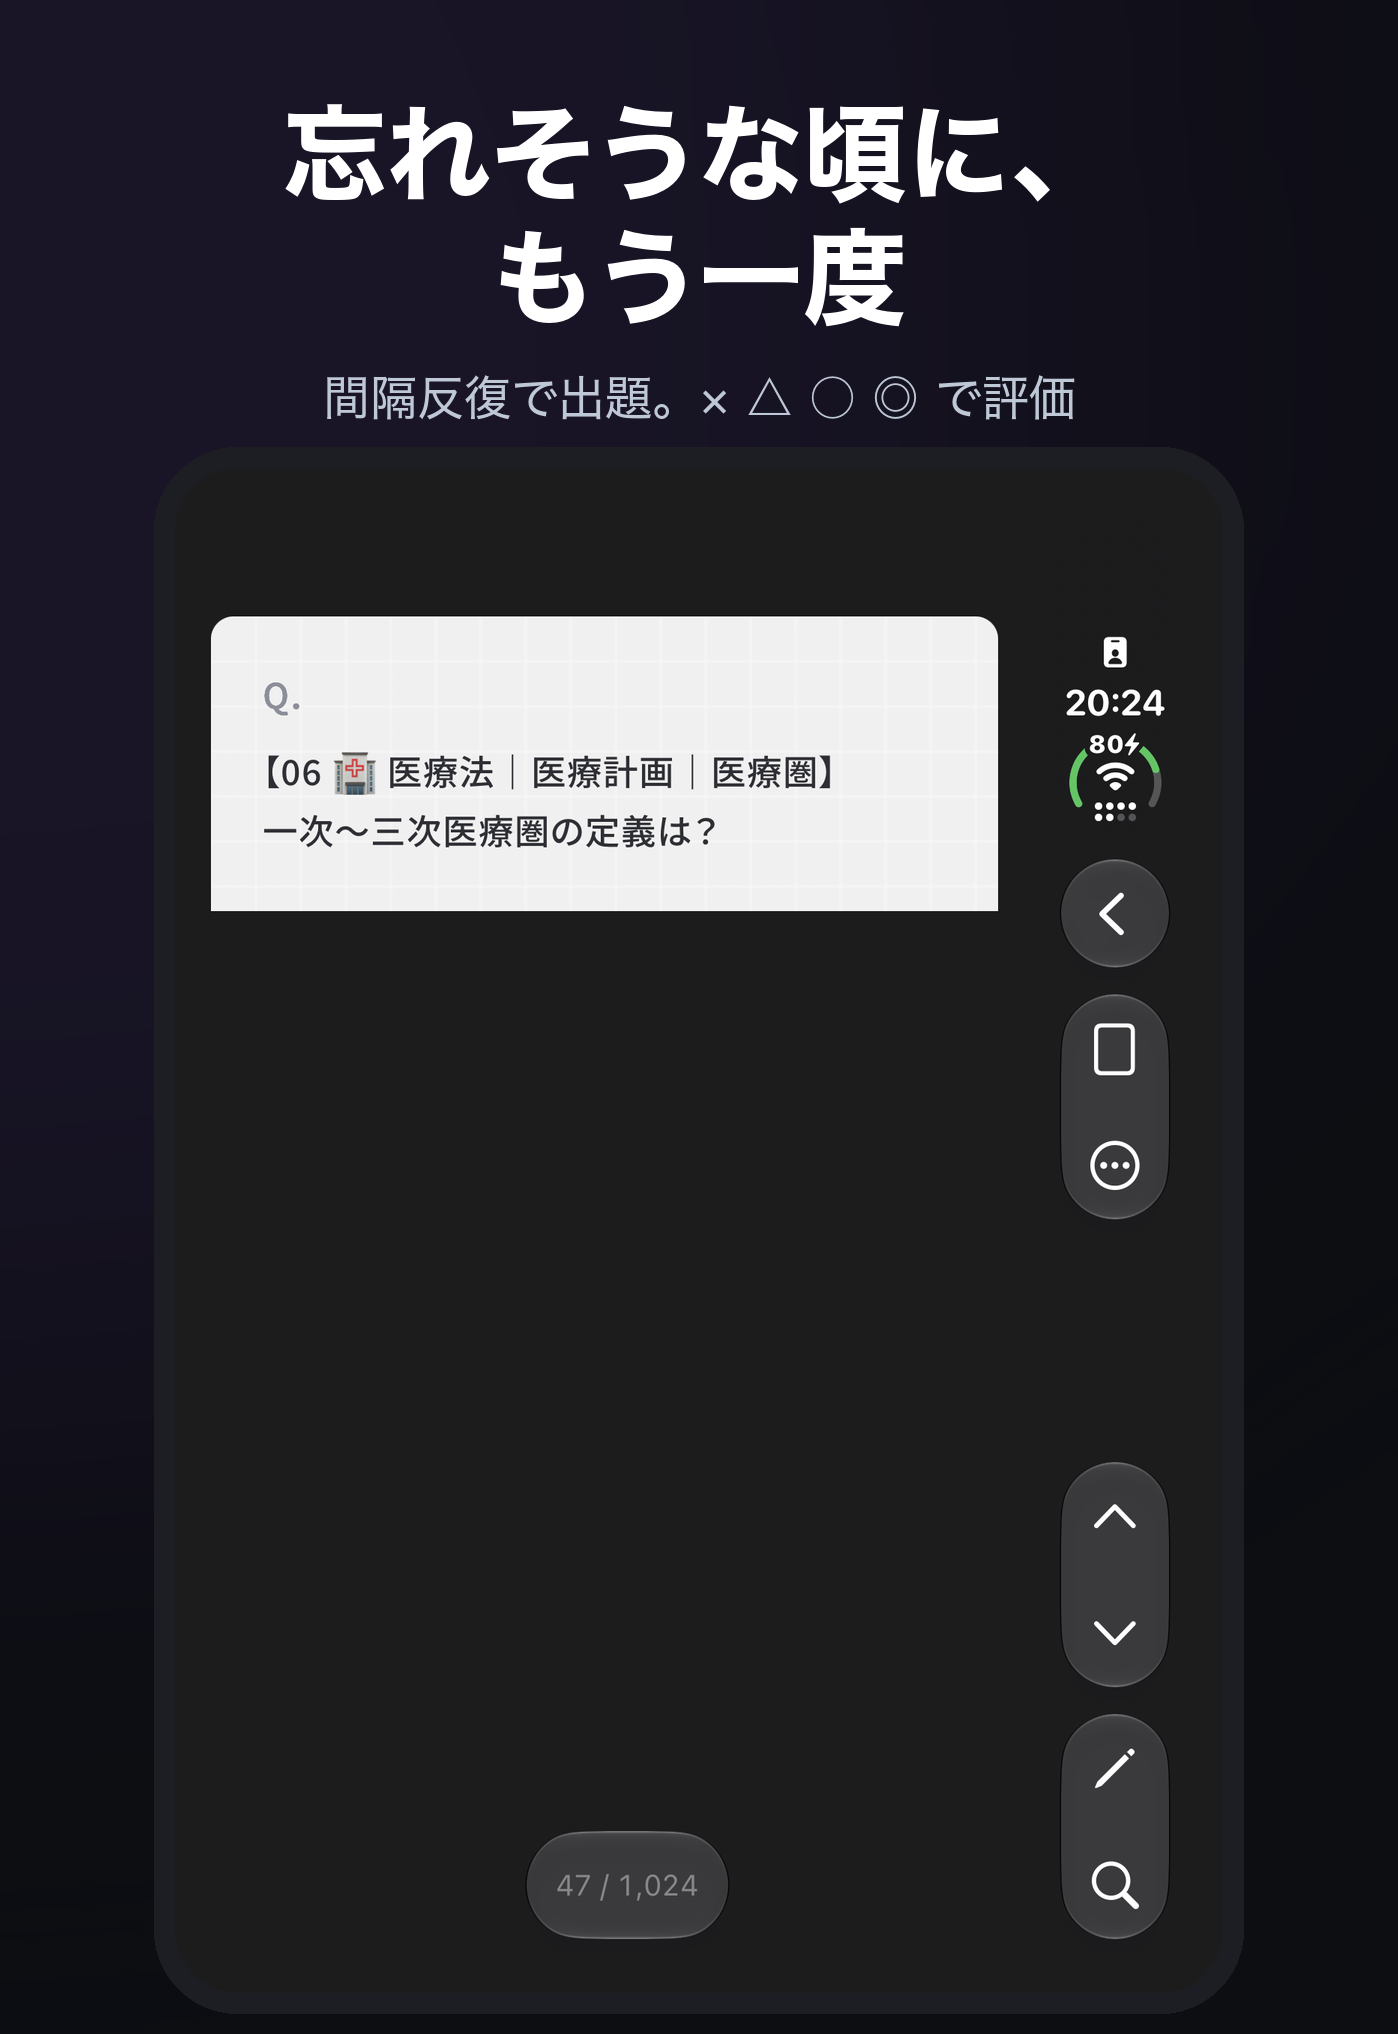 忘れそうな頃に、
もう一度
間隔反復で出題。× △ ○ ◎ で評価
Q.
【06 🏥 医療法｜医療計画｜医療圏】
一次〜三次医療圏の定義は？
20:24
80
47 / 1,024